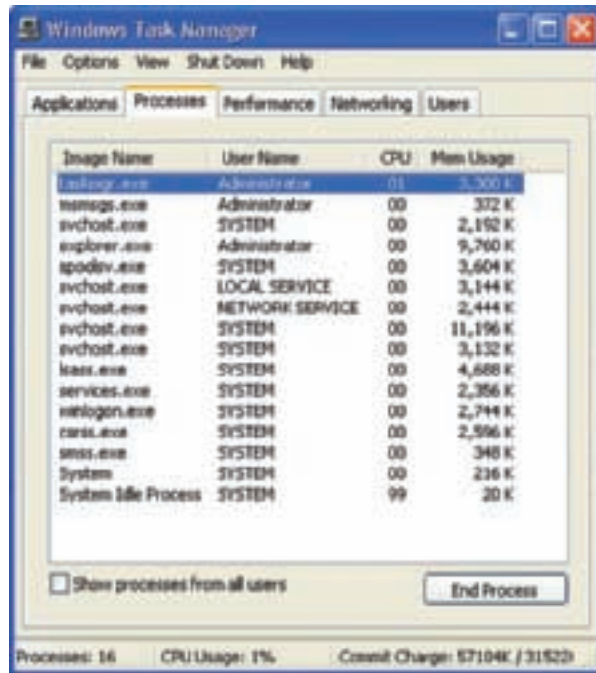 Windows Task Manager
File Options View Shut Down Help
Applications Processes Performance Networking Users
Image Name User Name CPU Mem Usage
taskmgr.exe Administrator 01 3,300 K
msmsgs.exe Administrator 00 372 K
svchost.exe SYSTEM 00 2,192 K
explorer.exe Administrator 00 9,760 K
spoolsv.exe SYSTEM 00 3,604 K
svchost.exe LOCAL SERVICE 00 3,144 K
svchost.exe NETWORK SERVICE 00 2,444 K
svchost.exe SYSTEM 00 11,196 K
svchost.exe SYSTEM 00 3,132 K
lsass.exe SYSTEM 00 4,688 K
services.exe SYSTEM 00 2,356 K
winlogon.exe SYSTEM 00 2,744 K
csrss.exe SYSTEM 00 2,596 K
smss.exe SYSTEM 00 348 K
System SYSTEM 00 216 K
System Idle Process SYSTEM 99 20 K
Show processes from all users
End Process
Processes: 16 CPU Usage: 1% Commit Charge: 57104K /